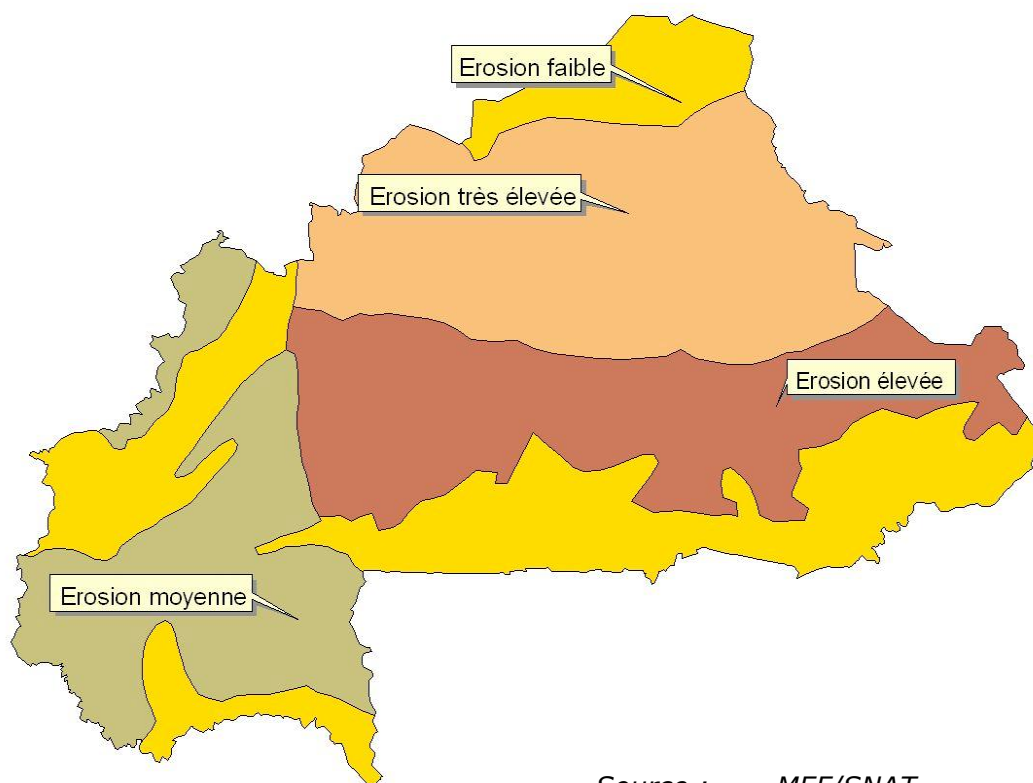 Erosion faible
Erosion très élevée
Erosion élevée
Erosion moyenne
Source : MEF/SNAT